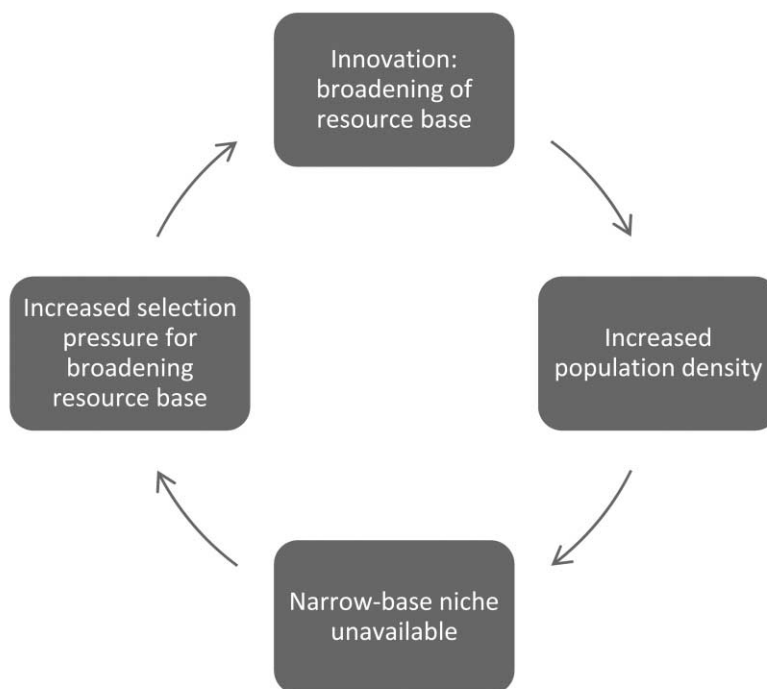 Innovation:
broadening of
resource base
Increased
population density
Narrow-base niche
unavailable
Increased selection
pressure for
broadening
resource base